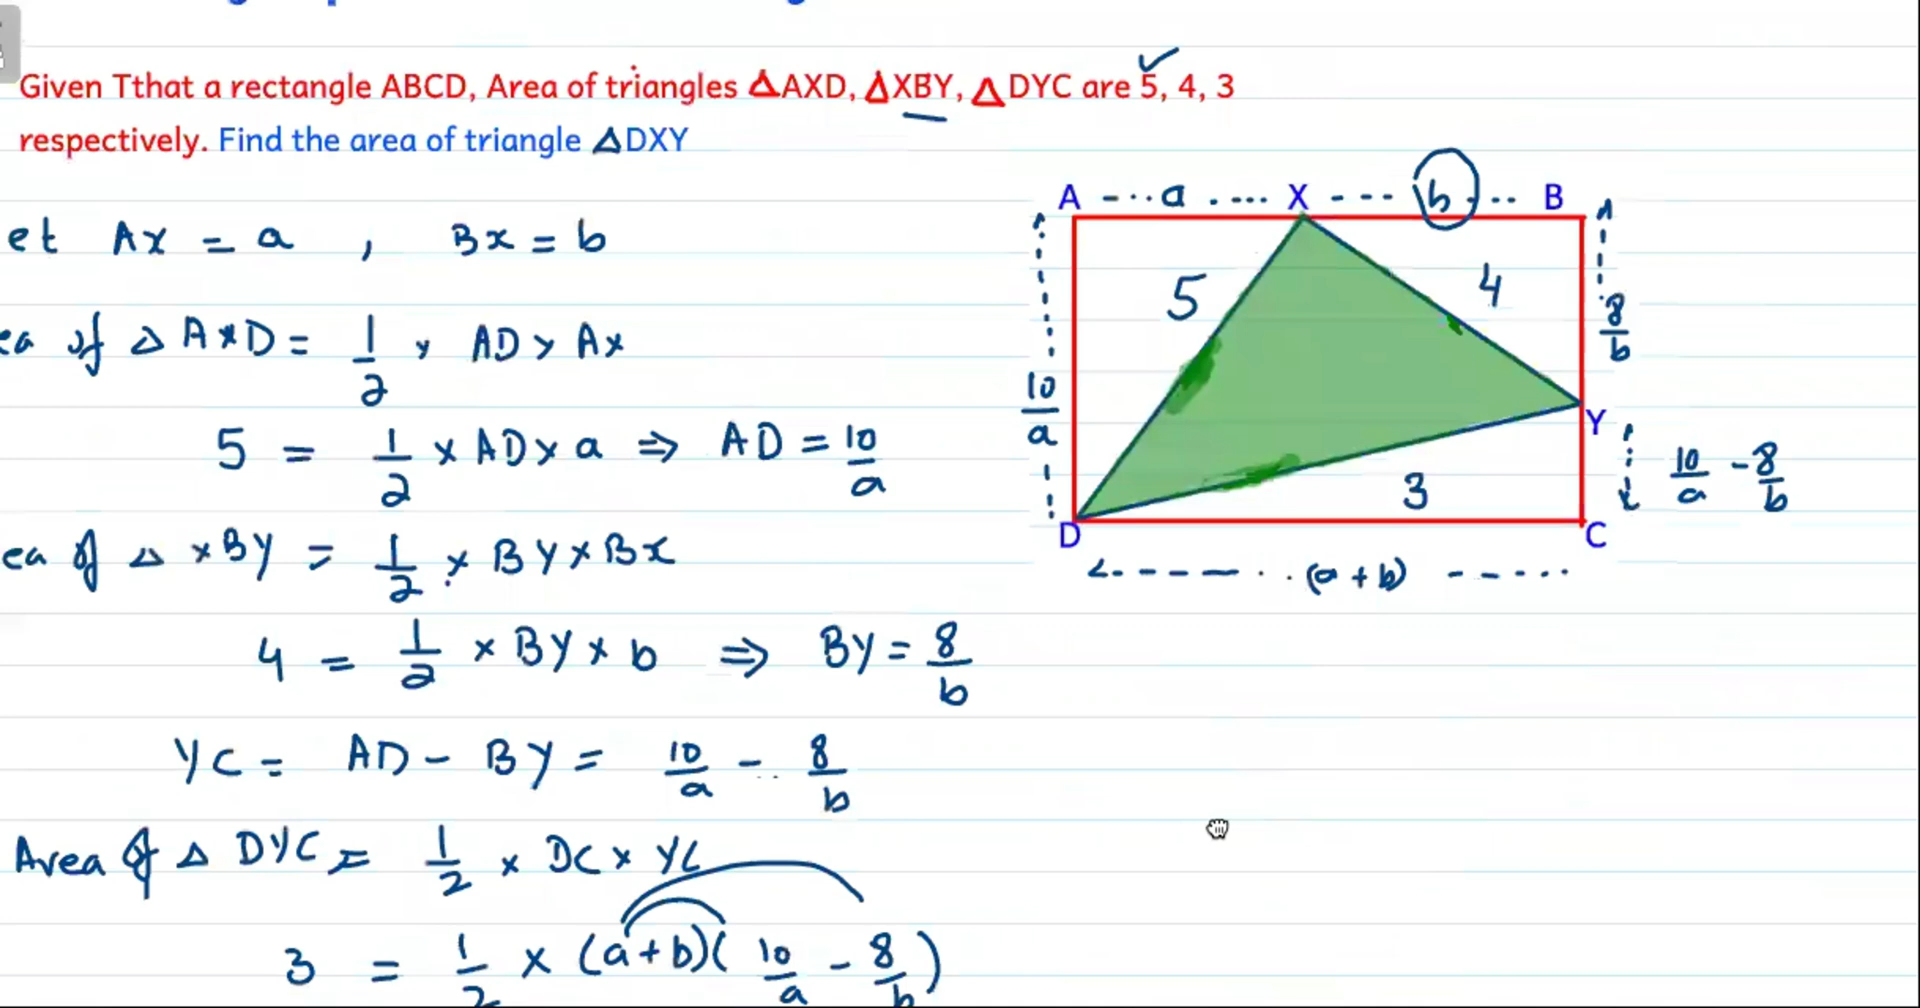 Given Tthat a rectangle ABCD, Area of triangles ΔAXD, ΔXBY, ΔDYC are 5, 4, 3
respectively. Find the area of triangle ΔDXY
et AX = a , BX = b
ea of Δ AXD = 1/2 × AD × AX
5 = 1/2 × AD × a ⇒ AD = 10/a
ea of Δ XBY = 1/2 × BY × BX
4 = 1/2 × BY × b ⇒ BY = 8/b
YC = AD - BY = 10/a - 8/b
Area of Δ DYC = 1/2 × DC × YC
3 = 1/2 × (a+b)(10/a - 8/b)
A a X b B
5 4
8/b
10/a
Y
3
10/a - 8/b
D C
(a+b)